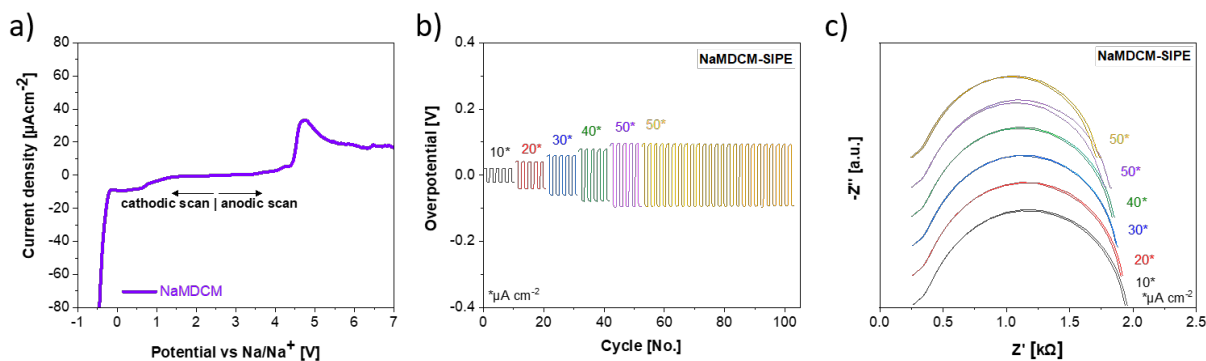 a)
80
60
40
20
0
-20
-40
-60
-80
Current density [µAcm⁻²]
cathodic scan | anodic scan
NaMDCM
-1 0 1 2 3 4 5 6 7
Potential vs Na/Na⁺ [V]
b)
0.4
0.2
0.0
-0.2
-0.4
Overpotential [V]
NaMDCM-SIPE
10* 20* 30* 40* 50* 50*
*µA cm⁻²
0 20 40 60 80 100
Cycle [No.]
c)
-Z'' [a.u.]
NaMDCM-SIPE
50*
50*
40*
30*
20*
10*
*µA cm⁻²
0.0 0.5 1.0 1.5 2.0 2.5
Z' [kΩ]